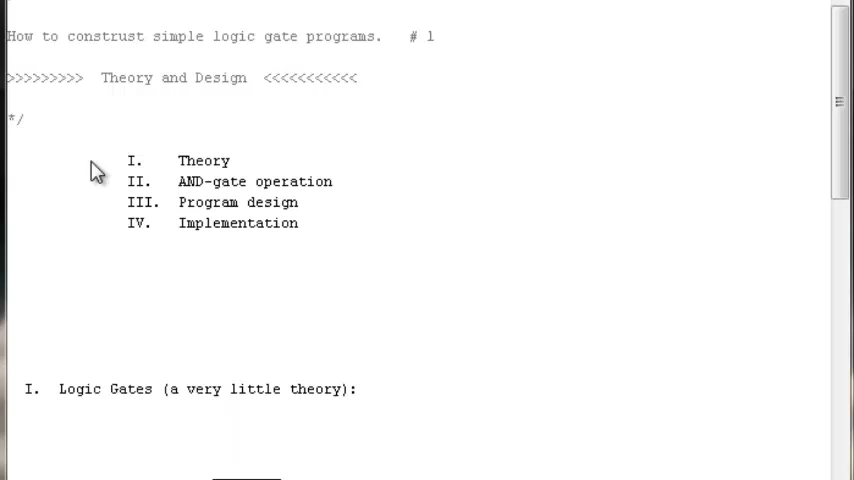 How to construst simple logic gate programs.   # 1
>>>>>>>>>  Theory and Design  <<<<<<<<<<<
*/
I.    Theory
II.   AND-gate operation
III.  Program design
IV.   Implementation
I.  Logic Gates (a very little theory):